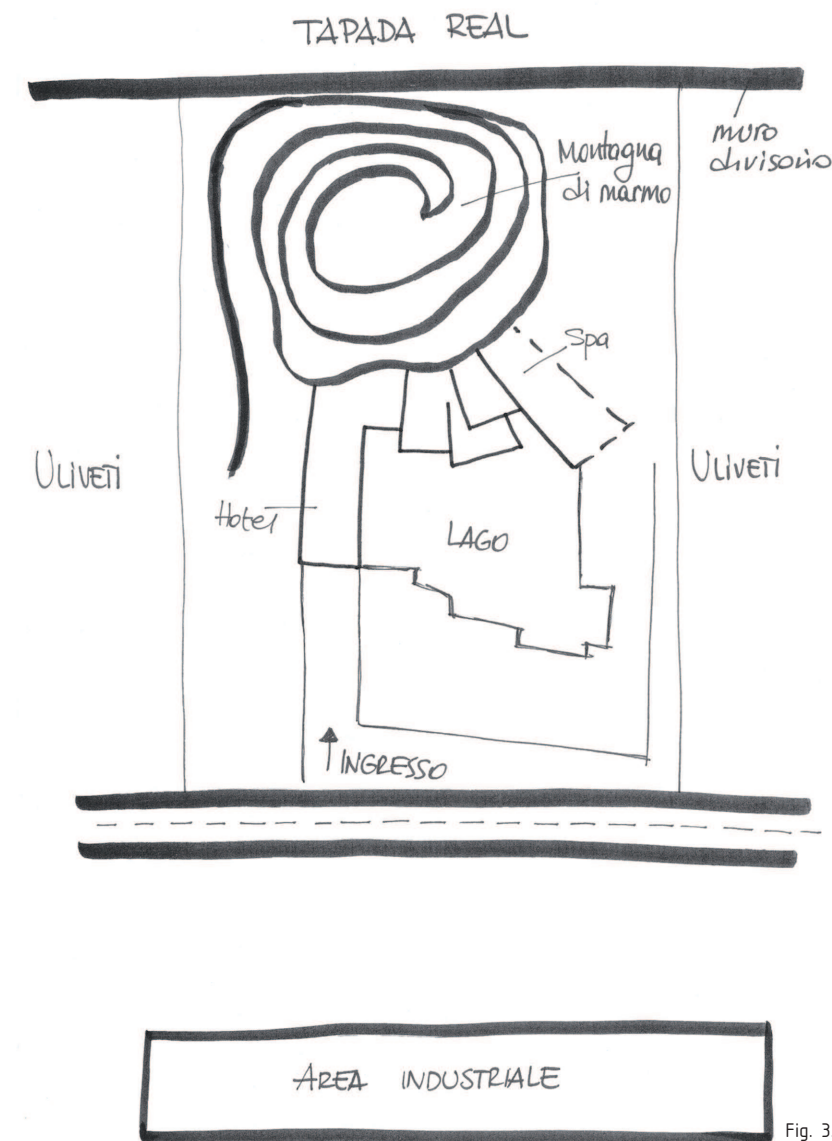 TAPADA REAL
muro
divisorio
Montagna
di marmo
Spa
ULIVETI
ULIVETI
Hotel
LAGO
INGRESSO
AREA INDUSTRIALE
Fig. 3